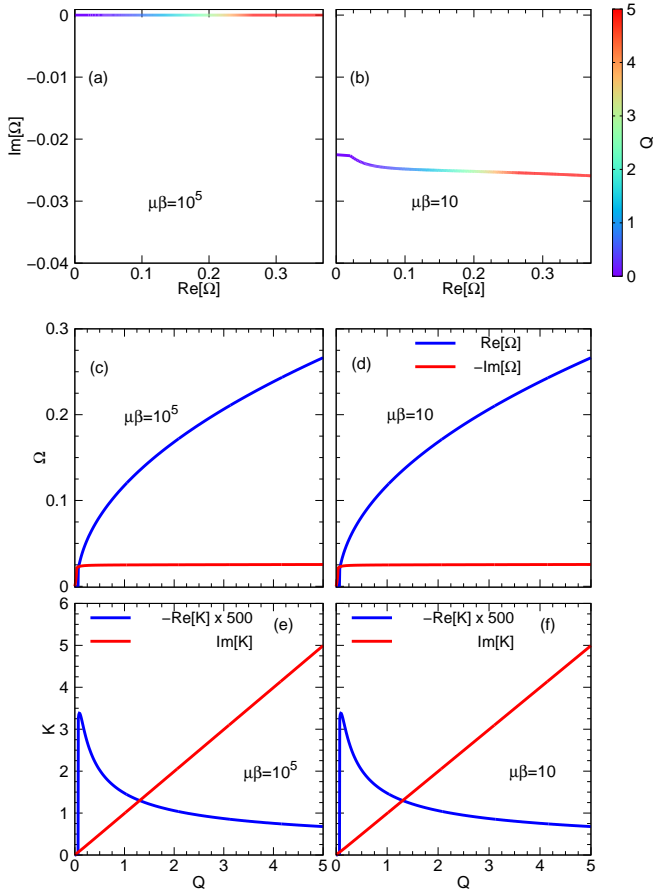 0
−0.01
−0.02
−0.03
−0.04
Im[Ω]
(a)
μβ=10^5
0 0.1 0.2 0.3
Re[Ω]
(b)
μβ=10
0 0.1 0.2 0.3
Re[Ω]
5
4
3
2
1
0
Q
0.3
0.2
0.1
0
Ω
(c)
μβ=10^5
(d)
Re[Ω]
−Im[Ω]
μβ=10
6
5
4
3
2
1
0
K
−Re[K] x 500
Im[K]
(e)
μβ=10^5
0 1 2 3 4 5
Q
−Re[K] x 500
Im[K]
(f)
μβ=10
0 1 2 3 4 5
Q